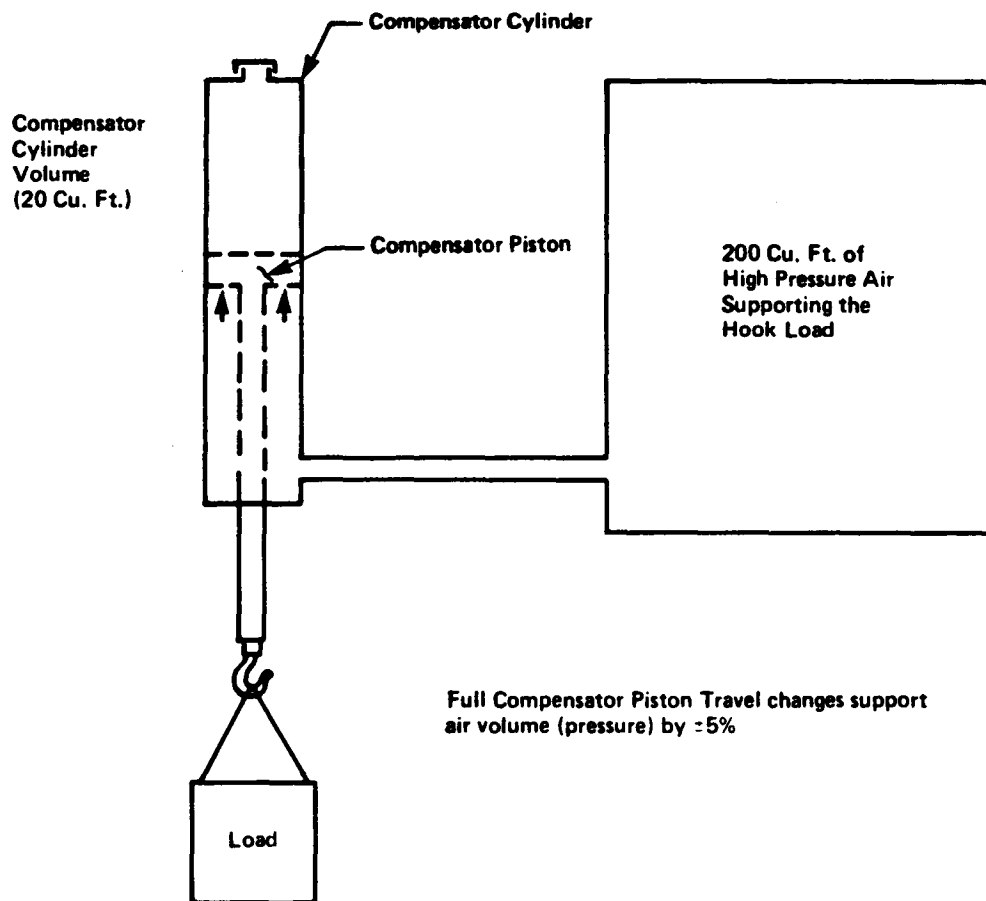 Compensator Cylinder
Compensator
Cylinder
Volume
(20 Cu. Ft.)
Compensator Piston
200 Cu. Ft. of
High Pressure Air
Supporting the
Hook Load
Full Compensator Piston Travel changes support
air volume (pressure) by ±5%
Load